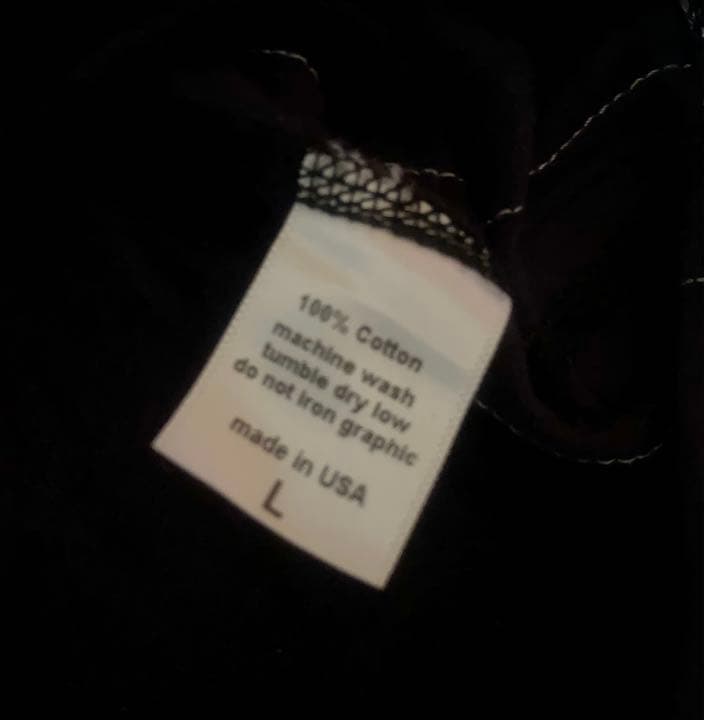 100% Cotton
machine wash
tumble dry low
do not iron graphic
made in USA
L